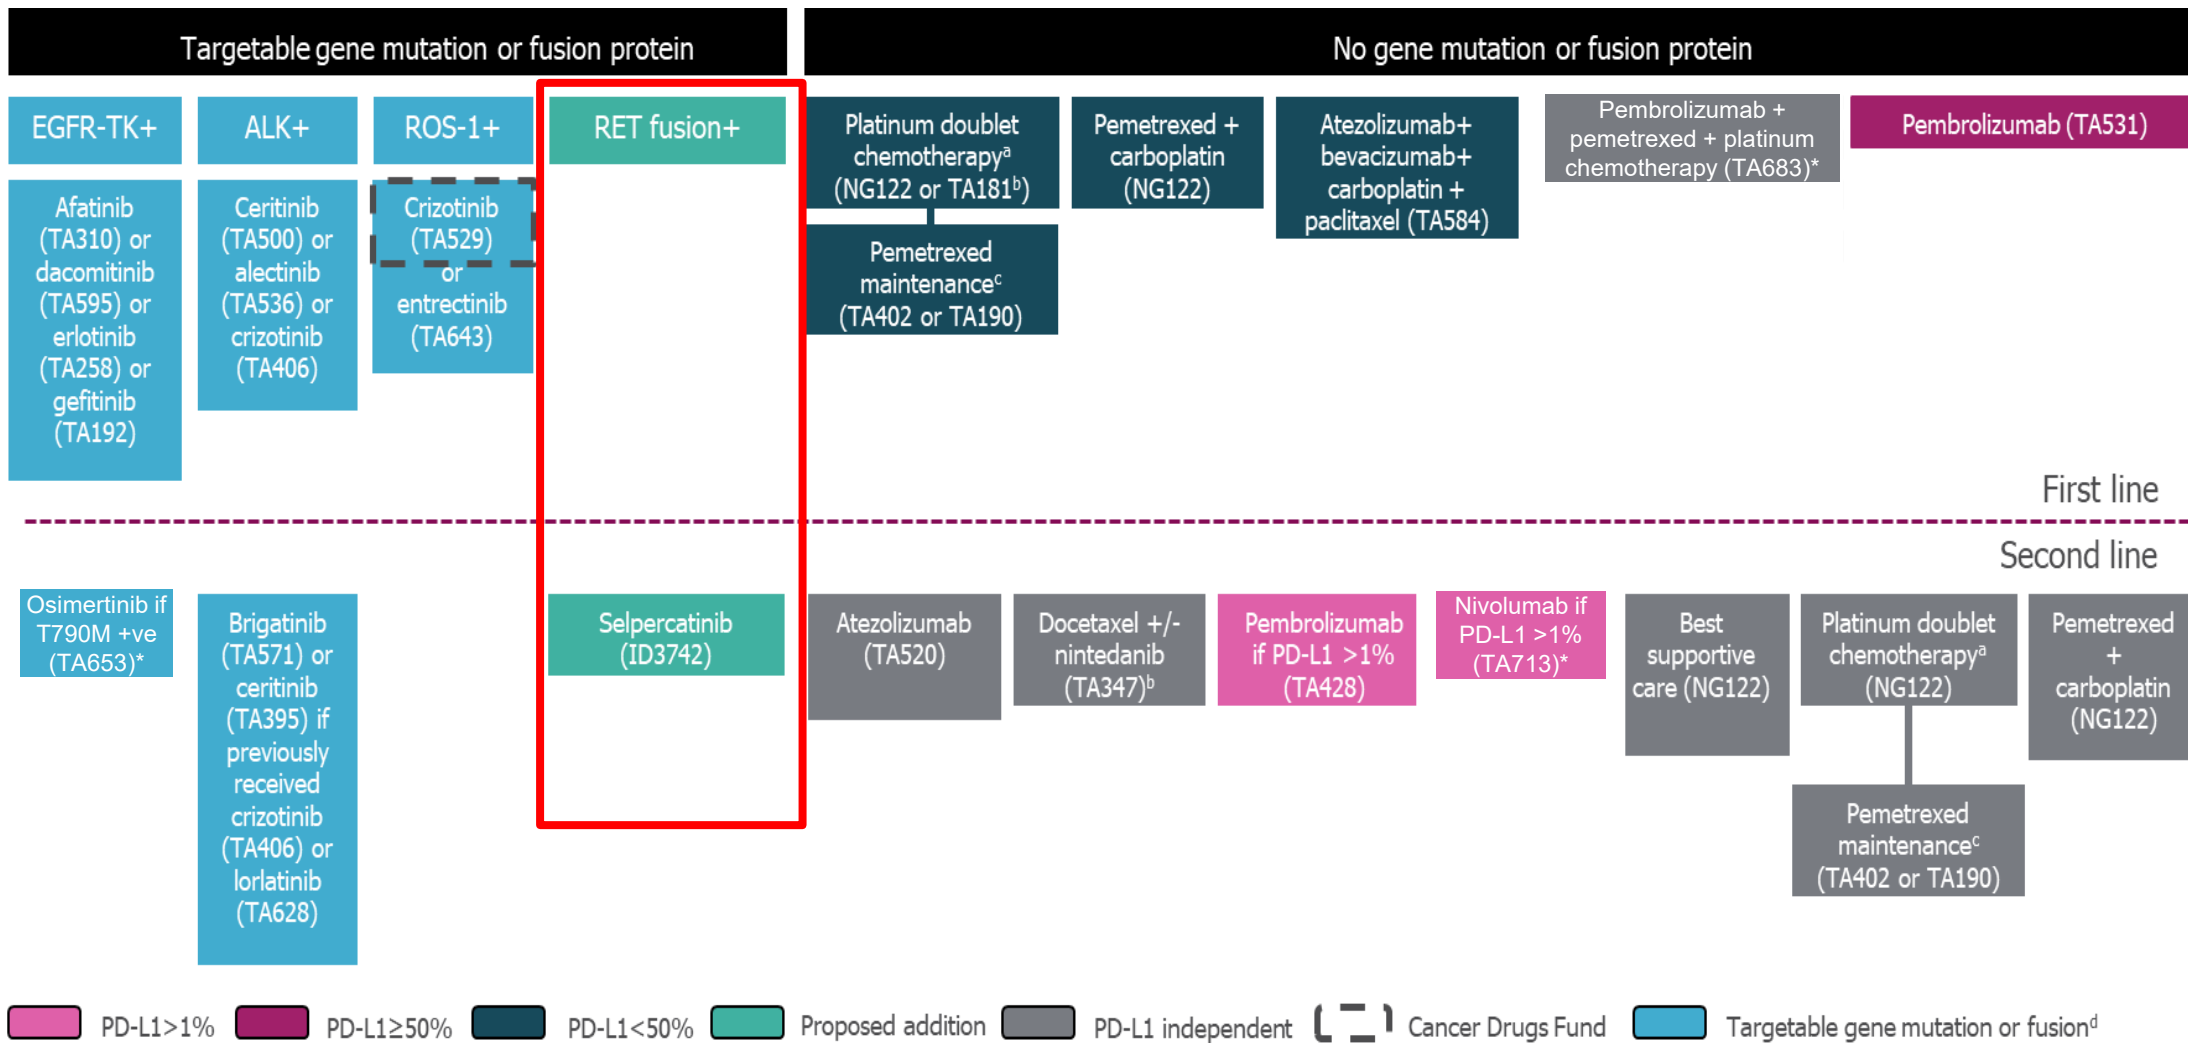 Targetable gene mutation or fusion protein
No gene mutation or fusion protein
EGFR-TK+
ALK+
ROS-1+
RET fusion+
Afatinib
(TA310) or
dacomitinib
(TA595) or
erlotinib
(TA258) or
gefitinib
(TA192)
Ceritinib
(TA500) or
alectinib
(TA536) or
crizotinib
(TA406)
Crizotinib
(TA529)
or
entrectinib
(TA643)
Platinum doublet
chemotherapyᵃ
(NG122 or TA181ᵇ)
Pemetrexed
maintenanceᶜ
(TA402 or TA190)
Pemetrexed +
carboplatin
(NG122)
Atezolizumab+
bevacizumab+
carboplatin +
paclitaxel (TA584)
Pembrolizumab +
pemetrexed + platinum
chemotherapy (TA683)*
Pembrolizumab (TA531)
First line
Second line
Osimertinib if
T790M +ve
(TA653)*
Brigatinib
(TA571) or
ceritinib
(TA395) if
previously
received
crizotinib
(TA406) or
lorlatinib
(TA628)
Selpercatinib
(ID3742)
Atezolizumab
(TA520)
Docetaxel +/-
nintedanib
(TA347)ᵇ
Pembrolizumab
if PD-L1 >1%
(TA428)
Nivolumab if
PD-L1 >1%
(TA713)*
Best
supportive
care (NG122)
Platinum doublet
chemotherapyᵃ
(NG122)
Pemetrexed
maintenanceᶜ
(TA402 or TA190)
Pemetrexed
+
carboplatin
(NG122)
PD-L1>1%
PD-L1≥50%
PD-L1<50%
Proposed addition
PD-L1 independent
Cancer Drugs Fund
Targetable gene mutation or fusionᵈ